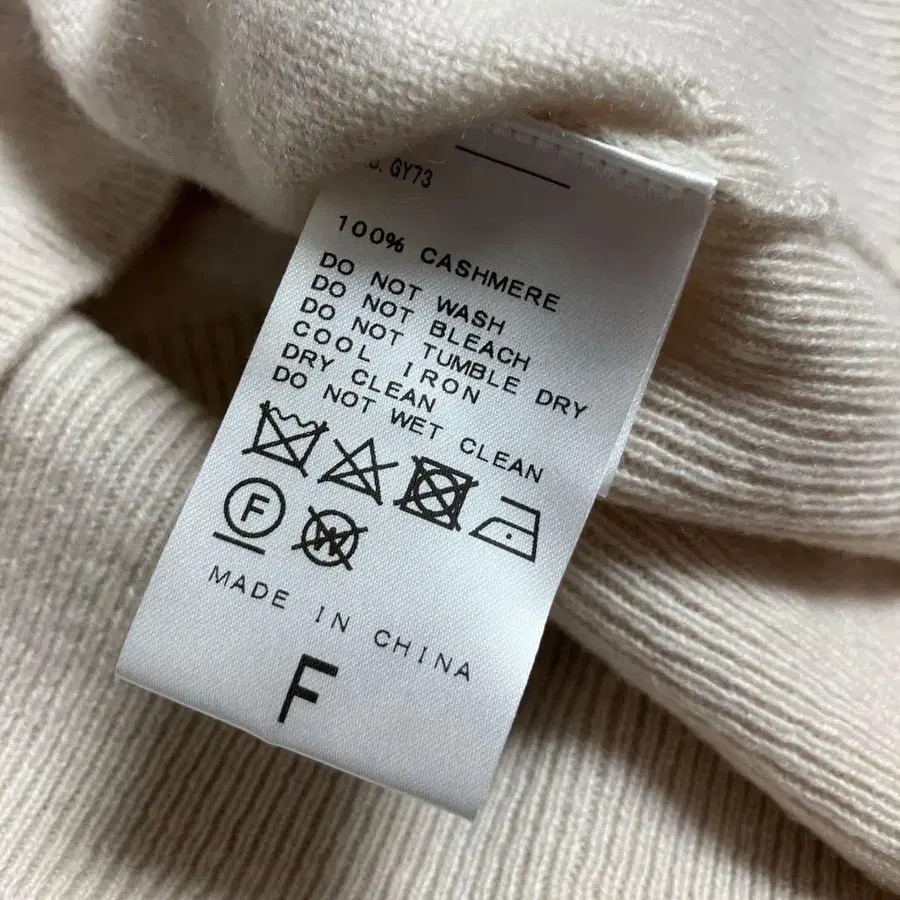 GY73
100% CASHMERE
DO NOT WASH
DO NOT BLEACH
DO NOT TUMBLE DRY
COOL IRON
DRY CLEAN
DO NOT WET CLEAN
F W
MADE IN CHINA
F